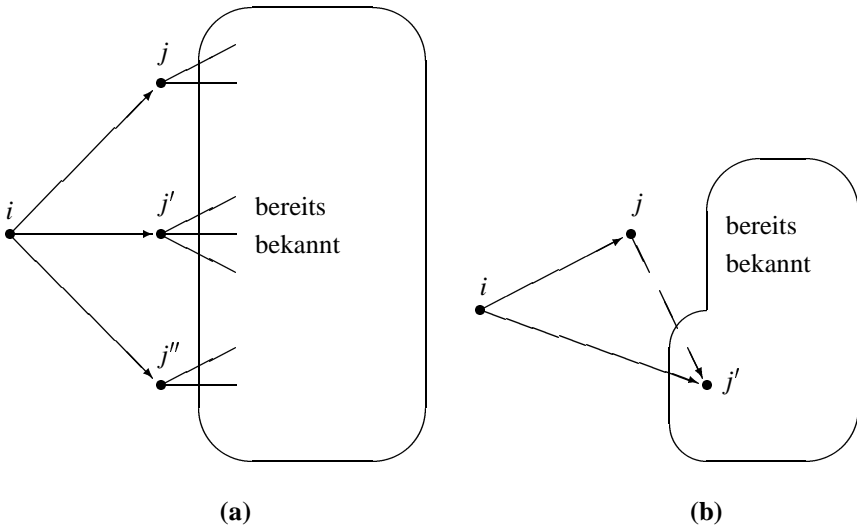 j
i
j′
bereits
bekannt
j″
(a)
j
bereits
bekannt
i
j′
(b)